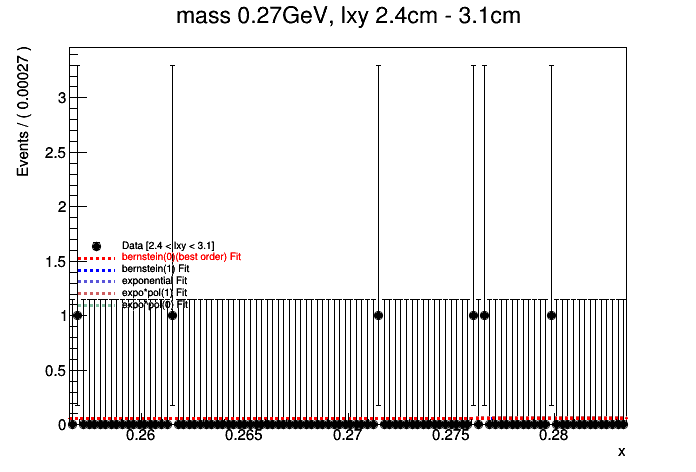 mass 0.27GeV, lxy 2.4cm - 3.1cm
Events / ( 0.00027 )
3
2.5
2
1.5
1
0.5
0
Data [2.4 < lxy < 3.1]
bernstein(0)(best order) Fit
bernstein(1) Fit
exponential Fit
expo*pol(1) Fit
expo*pol(0) Fit
0.26 0.265 0.27 0.275 0.28
x